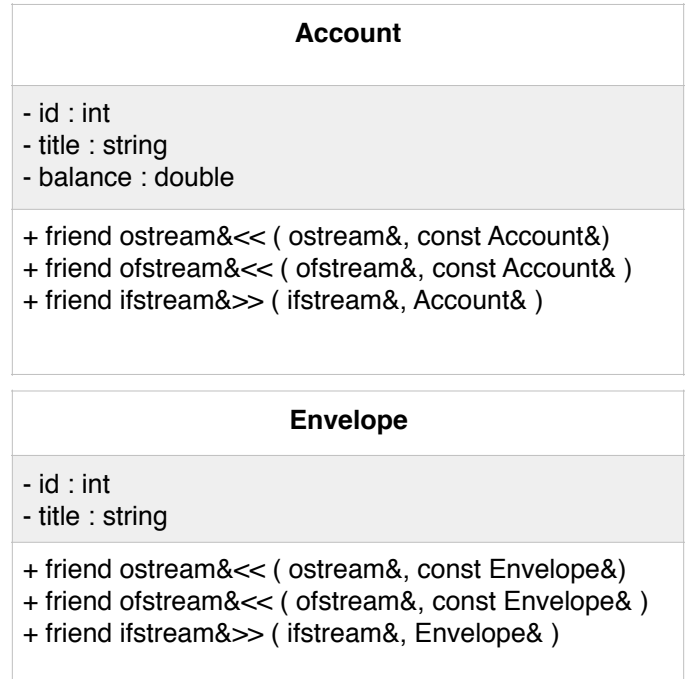 Account
- id : int
- title : string
- balance : double
+ friend ostream&<< ( ostream&, const Account&)
+ friend ofstream&<< ( ofstream&, const Account& )
+ friend ifstream&>> ( ifstream&, Account& )
Envelope
- id : int
- title : string
+ friend ostream&<< ( ostream&, const Envelope&)
+ friend ofstream&<< ( ofstream&, const Envelope& )
+ friend ifstream&>> ( ifstream&, Envelope& )